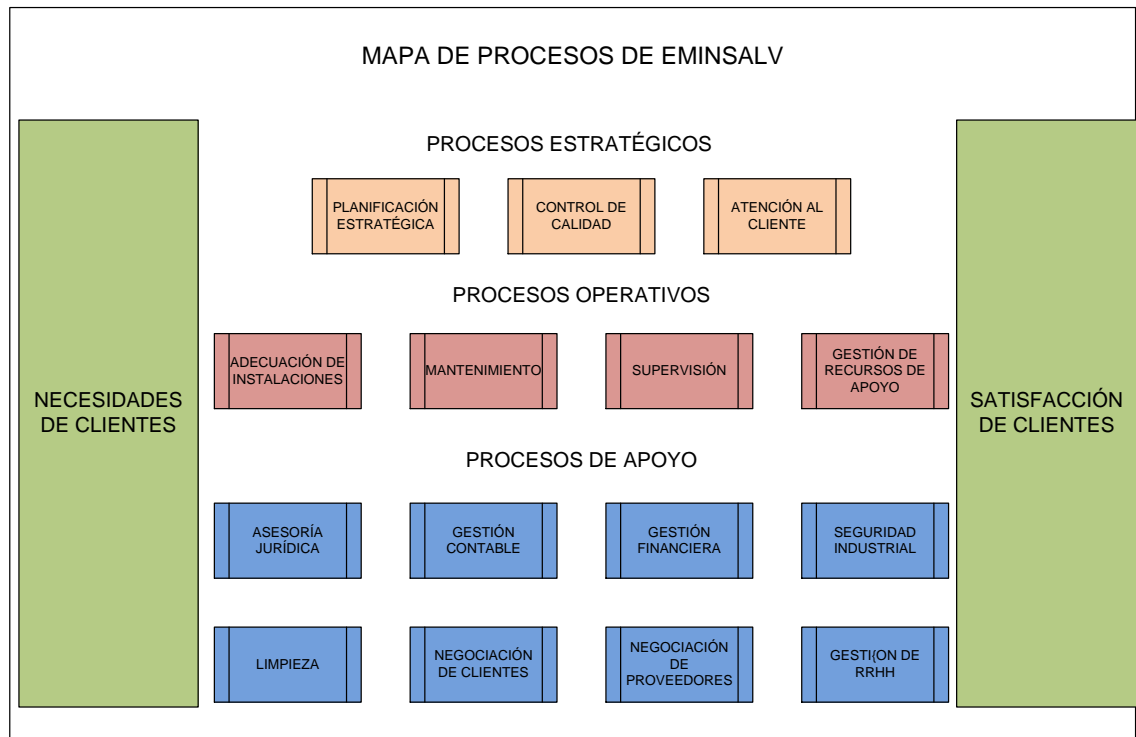 MAPA DE PROCESOS DE EMINSALV
PROCESOS ESTRATÉGICOS
PLANIFICACIÓN
ESTRATÉGICA
CONTROL DE
CALIDAD
ATENCIÓN AL
CLIENTE
PROCESOS OPERATIVOS
ADECUACIÓN DE
INSTALACIONES
MANTENIMIENTO
SUPERVISIÓN
GESTIÓN DE
RECURSOS DE
APOYO
NECESIDADES
DE CLIENTES
SATISFACCIÓN
DE CLIENTES
PROCESOS DE APOYO
ASESORÍA
JURÍDICA
GESTIÓN
CONTABLE
GESTIÓN
FINANCIERA
SEGURIDAD
INDUSTRIAL
LIMPIEZA
NEGOCIACIÓN
DE CLIENTES
NEGOCIACIÓN
DE
PROVEEDORES
GESTI{ON DE
RRHH